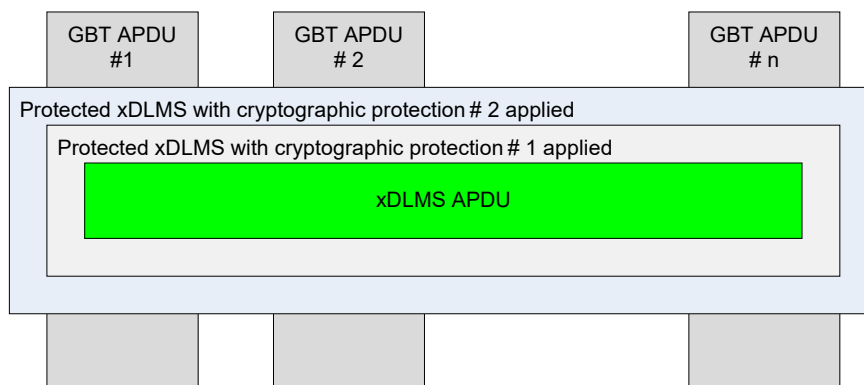 GBT APDU
#1
GBT APDU
# 2
GBT APDU
# n
Protected xDLMS with cryptographic protection # 2 applied
Protected xDLMS with cryptographic protection # 1 applied
xDLMS APDU